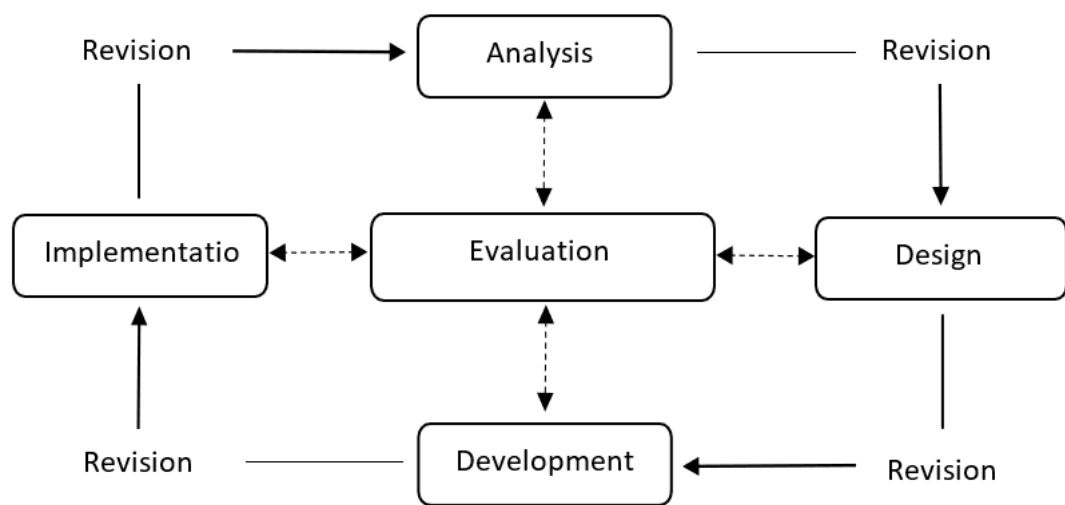 Revision
Analysis
Revision
Implementatio
Evaluation
Design
Revision
Development
Revision